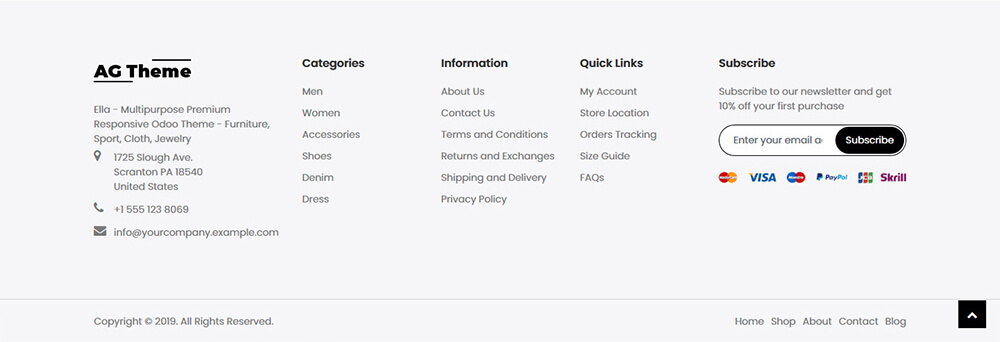 AG Theme
Ella - Multipurpose Premium
Responsive Odoo Theme - Furniture,
Sport, Cloth, Jewelry
1725 Slough Ave.
Scranton PA 18540
United States
+1 555 123 8069
info@yourcompany.example.com
Categories
Men
Women
Accessories
Shoes
Denim
Dress
Information
About Us
Contact Us
Terms and Conditions
Returns and Exchanges
Shipping and Delivery
Privacy Policy
Quick Links
My Account
Store Location
Orders Tracking
Size Guide
FAQs
Subscribe
Subscribe to our newsletter and get
10% off your first purchase
Enter your email a Subscribe
VISA PayPal JCB Skrill
Copyright © 2019. All Rights Reserved.
Home Shop About Contact Blog